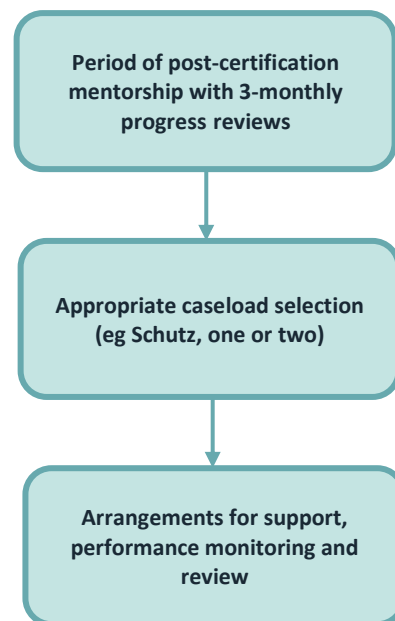 Period of post-certification
mentorship with 3-monthly
progress reviews
Appropriate caseload selection
(eg Schutz, one or two)
Arrangements for support,
performance monitoring and
review